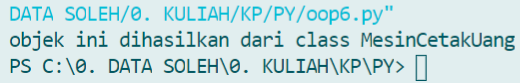 DATA SOLEH/0. KULIAH/KP/PY/oop6.py"
objek ini dihasilkan dari class MesinCetakUang
PS C:\0. DATA SOLEH\0. KULIAH\KP\PY>